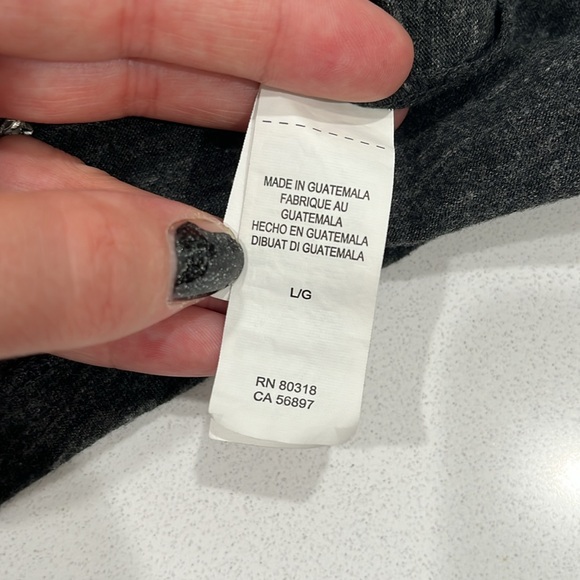 MADE IN GUATEMALA
FABRIQUE AU
GUATEMALA
HECHO EN GUATEMALA
DIBUAT DI GUATEMALA
L/G
RN 80318
CA 56897